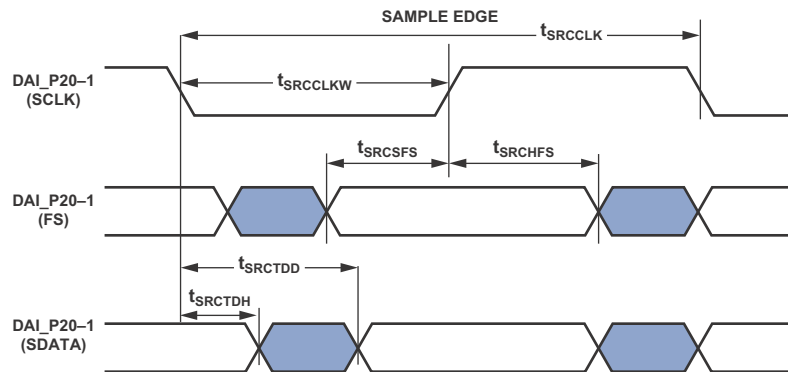 SAMPLE EDGE
tSRCCLK
DAI_P20–1
(SCLK)
tSRCCLKW
tSRCSFS
tSRCHFS
DAI_P20–1
(FS)
tSRCTDD
tSRCTDH
DAI_P20–1
(SDATA)